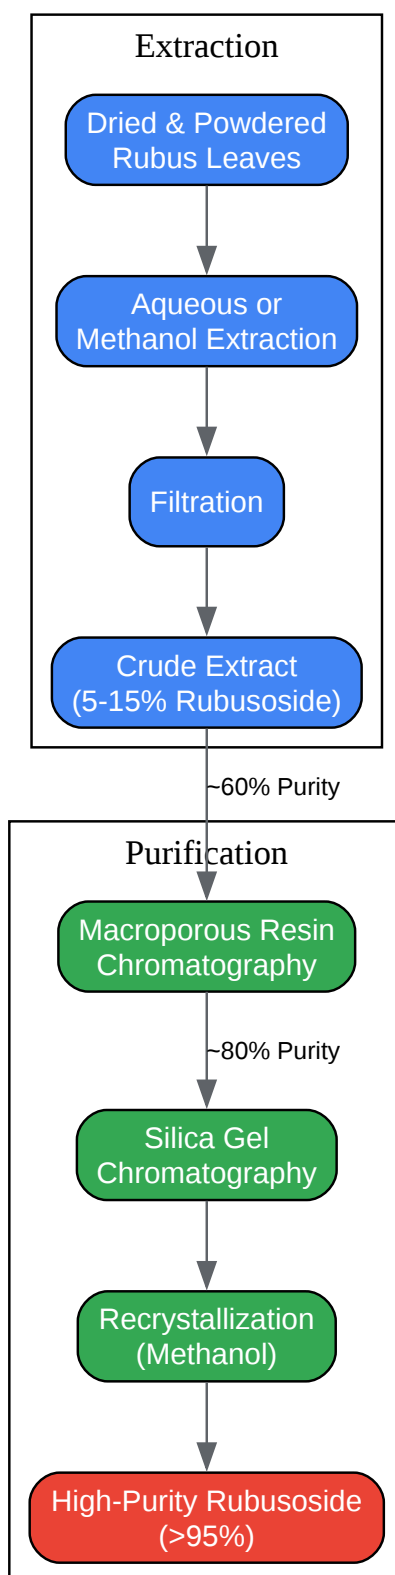 Extraction
Dried & Powdered
Rubus Leaves
Aqueous or
Methanol Extraction
Filtration
Crude Extract
(5-15% Rubusoside)
~60% Purity
Purification
Macroporous Resin
Chromatography
~80% Purity
Silica Gel
Chromatography
Recrystallization
(Methanol)
High-Purity Rubusoside
(>95%)